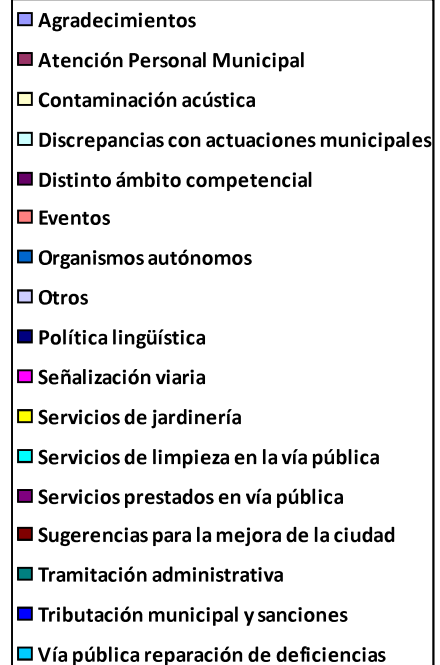 Agradecimientos
Atención Personal Municipal
Contaminación acústica
Discrepancias con actuaciones municipales
Distinto ámbito competencial
Eventos
Organismos autónomos
Otros
Política lingüística
Señalización viaria
Servicios de jardinería
Servicios de limpieza en la vía pública
Servicios prestados en vía pública
Sugerencias para la mejora de la ciudad
Tramitación administrativa
Tributación municipal y sanciones
Vía pública reparación de deficiencias